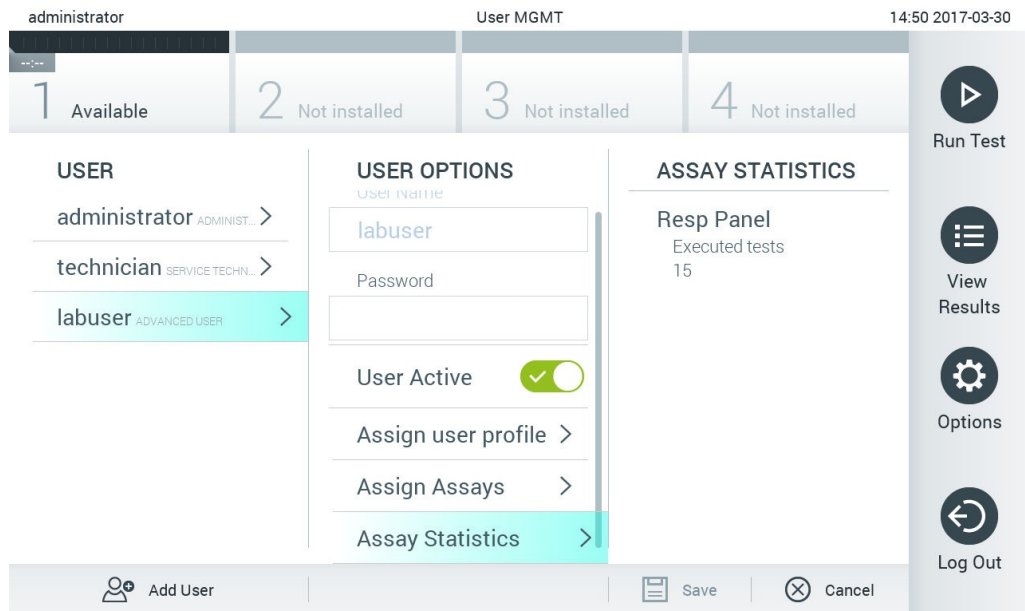 administrator
User MGMT
14:50 2017-03-30
--:--
1 Available
2 Not installed
3 Not installed
4 Not installed
Run Test
USER
administrator ADMINIST...
technician SERVICE TECHN...
labuser ADVANCED USER
USER OPTIONS
User Name
labuser
Password
User Active
Assign user profile
Assign Assays
Assay Statistics
ASSAY STATISTICS
Resp Panel
Executed tests
15
View
Results
Options
Log Out
Add User
Save
Cancel